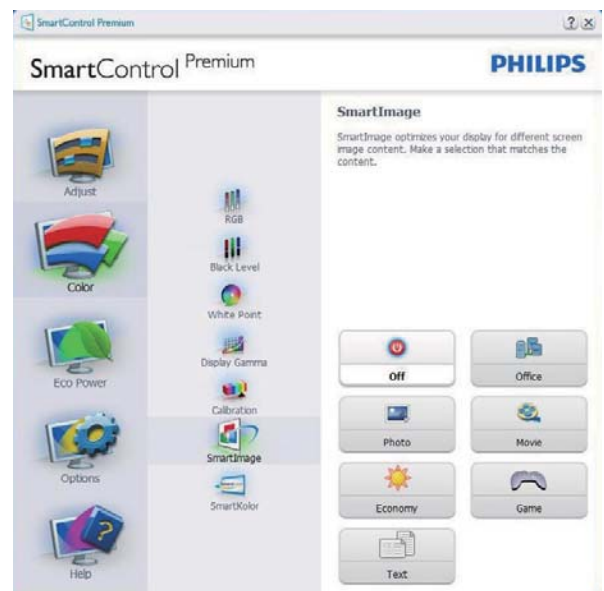 SmartControl Premium
SmartControl Premium
PHILIPS
Adjust
Color
Eco Power
Options
Help
RGB
Black Level
White Point
Display Gamma
Calibration
SmartImage
SmartKolor
SmartImage
SmartImage optimizes your display for different screen
image content. Make a selection that matches the
content.
Off
Office
Photo
Movie
Economy
Game
Text